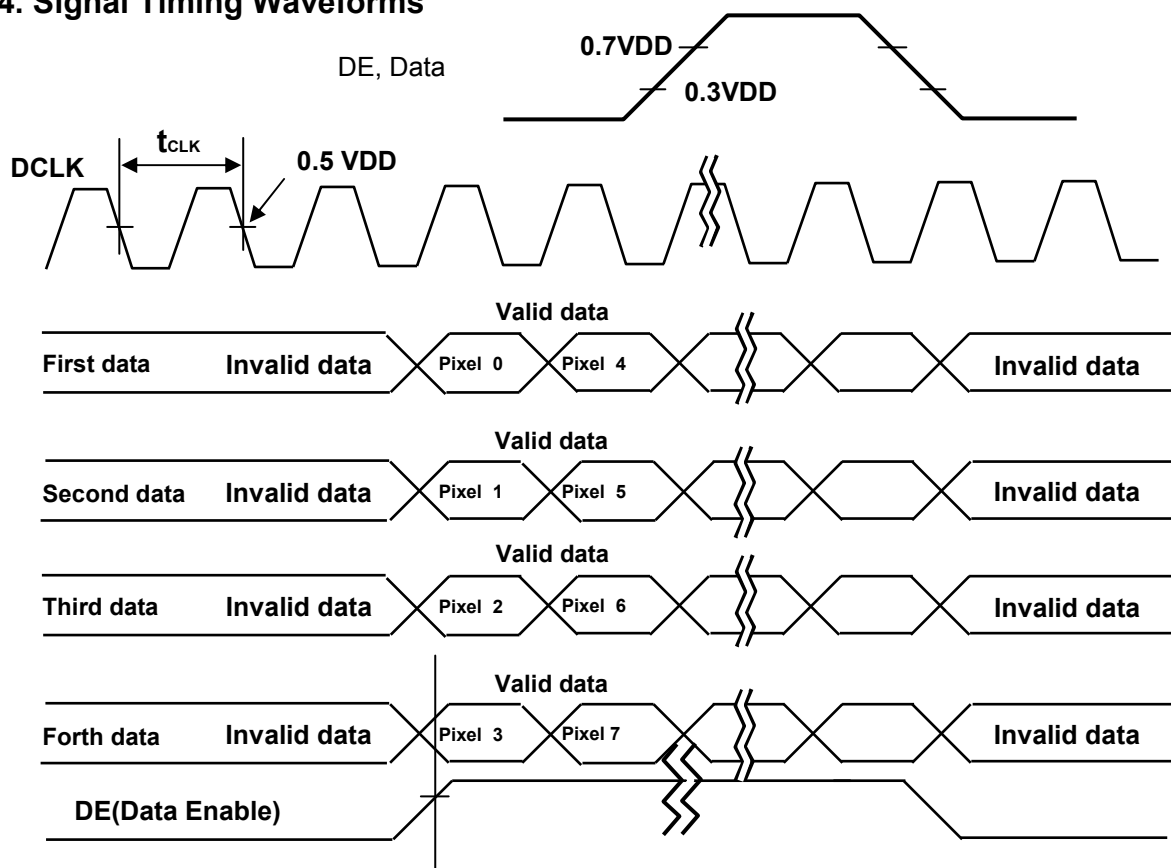 4. Signal Timing Waveforms
0.7VDD
DE, Data
0.3VDD
tCLK
DCLK
0.5 VDD
Valid data
First data Invalid data Pixel 0 Pixel 4 Invalid data
Valid data
Second data Invalid data Pixel 1 Pixel 5 Invalid data
Valid data
Third data Invalid data Pixel 2 Pixel 6 Invalid data
Valid data
Forth data Invalid data Pixel 3 Pixel 7 Invalid data
DE(Data Enable)